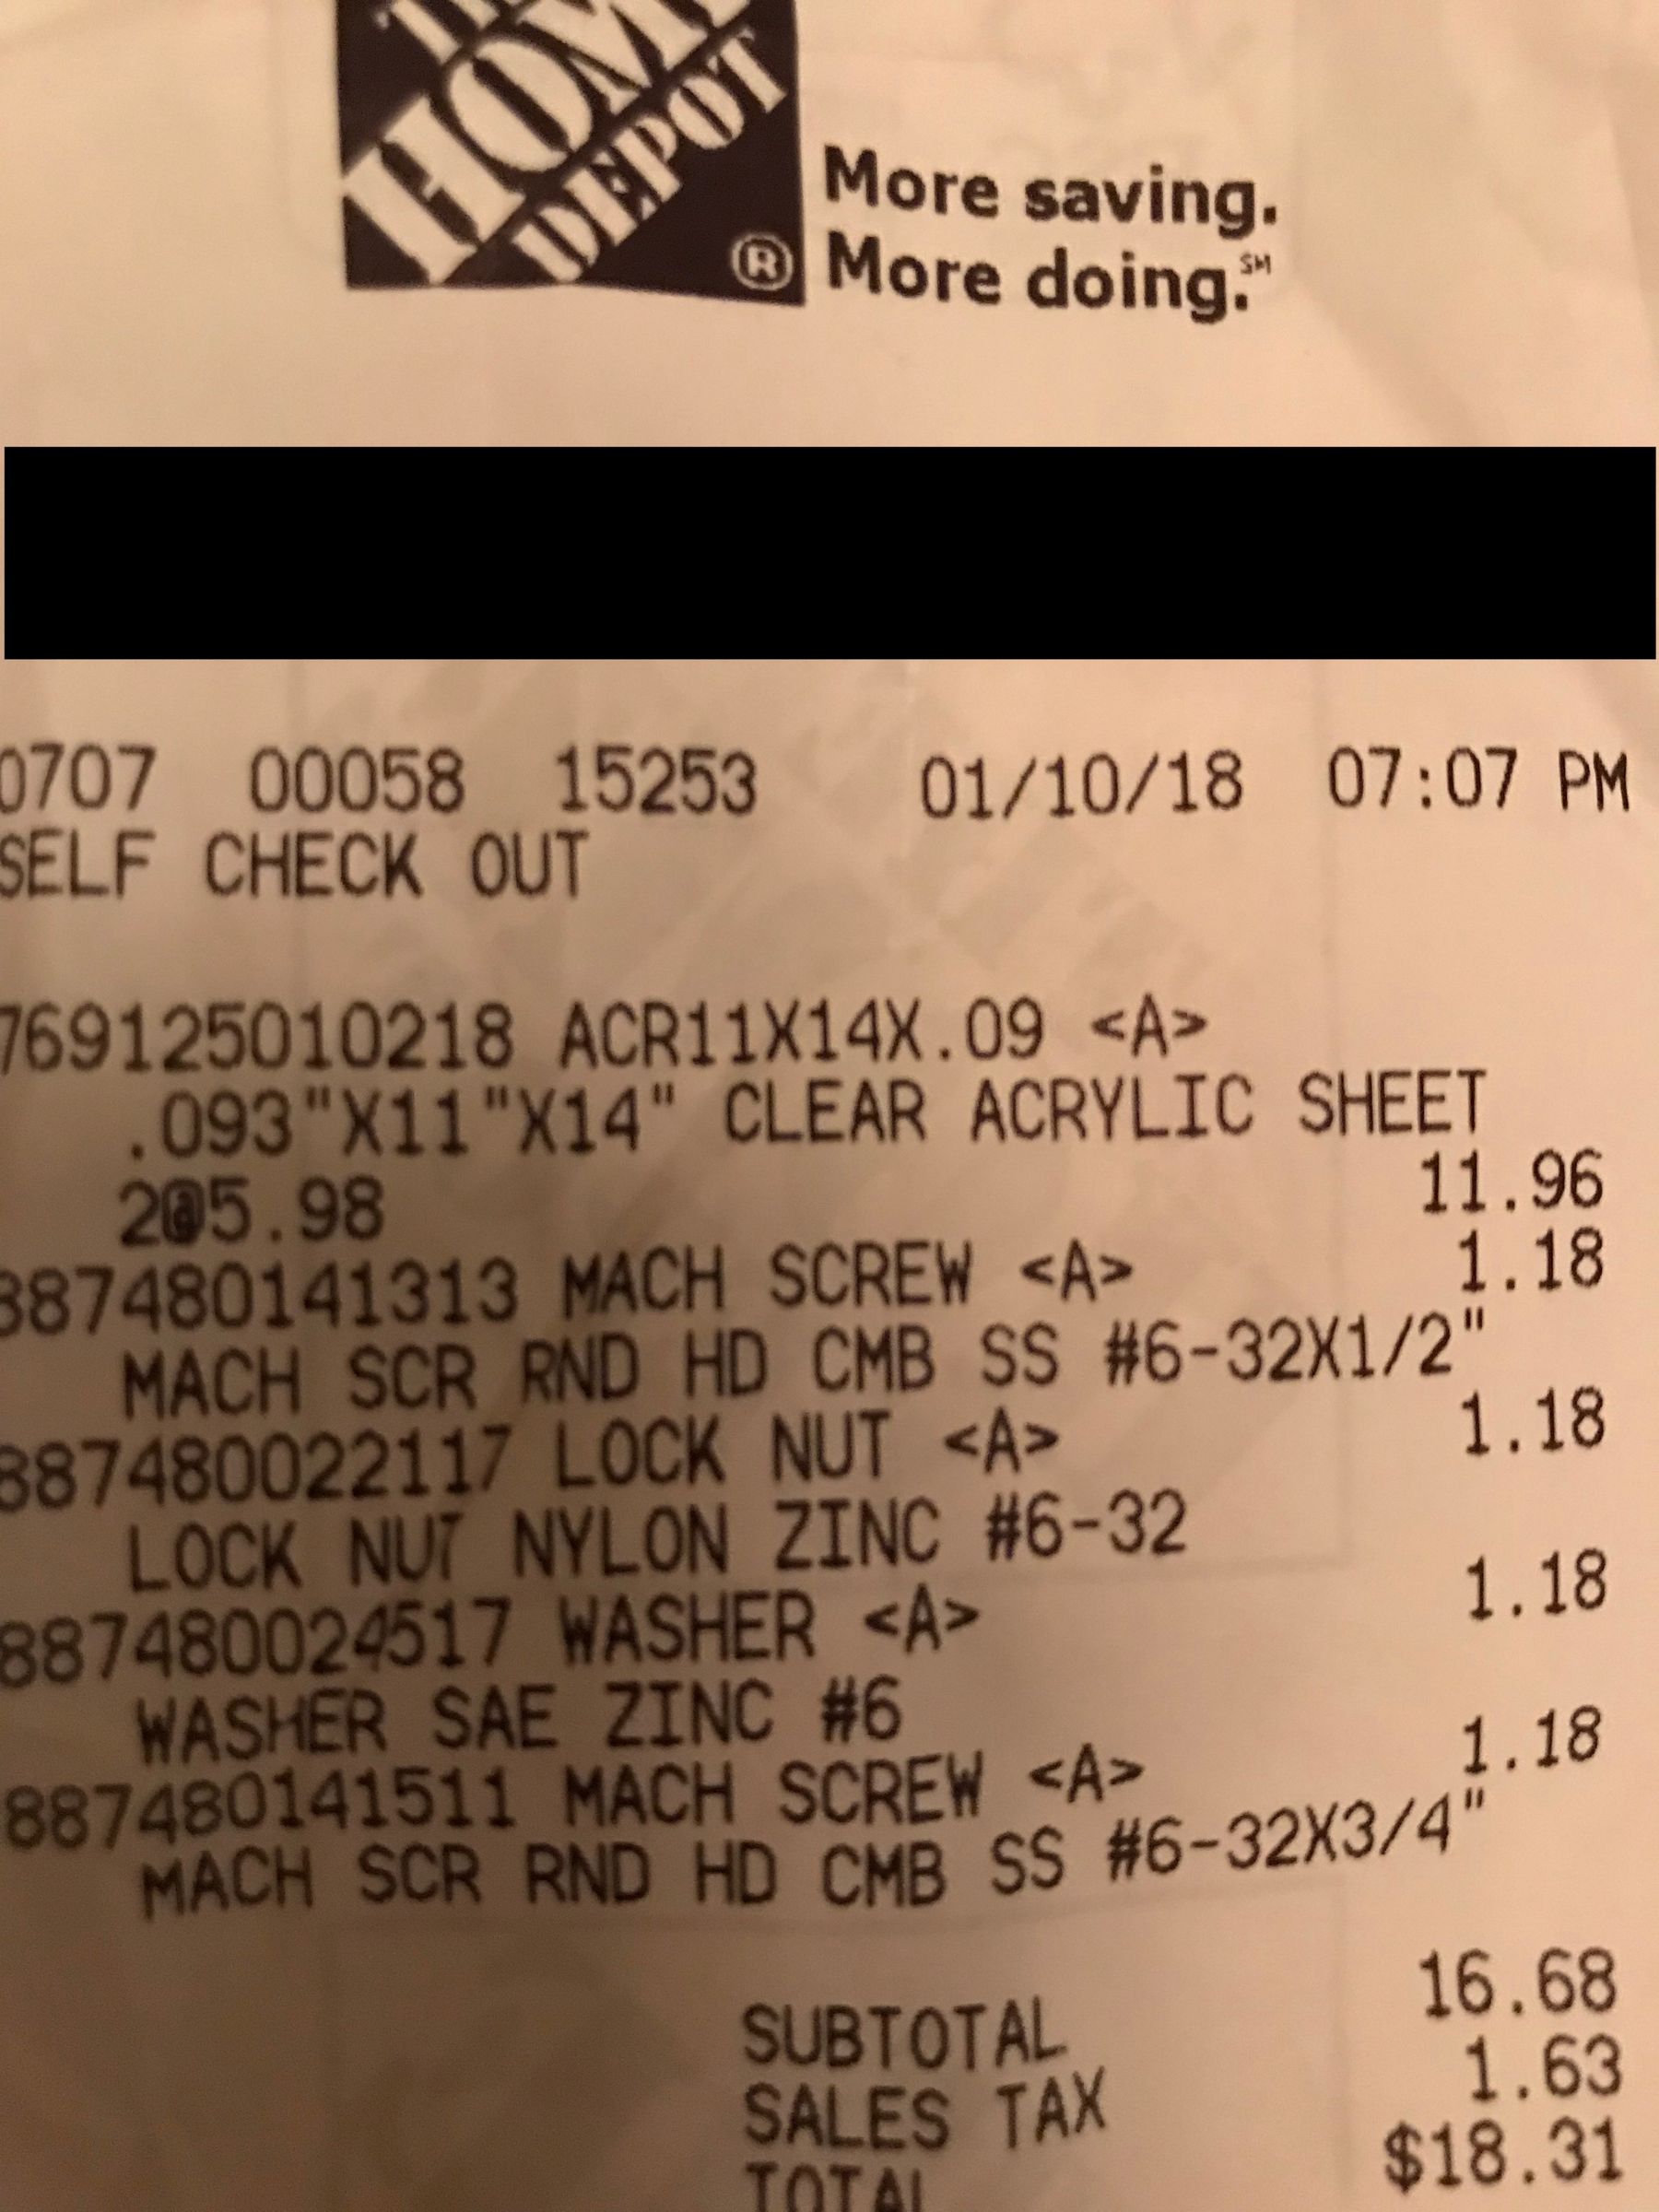 THE
HOME
DEPOT
®
More saving.
More doing.℠
0707 00058 15253 01/10/18 07:07 PM
SELF CHECK OUT
769125010218 ACR11X14X.09 <A>
.093"X11"X14" CLEAR ACRYLIC SHEET
2@5.98 11.96
887480141313 MACH SCREW <A> 1.18
MACH SCR RND HD CMB SS #6-32X1/2"
887480022117 LOCK NUT <A> 1.18
LOCK NUT NYLON ZINC #6-32
887480024517 WASHER <A> 1.18
WASHER SAE ZINC #6
887480141511 MACH SCREW <A> 1.18
MACH SCR RND HD CMB SS #6-32X3/4"
SUBTOTAL 16.68
SALES TAX 1.63
TOTAL $18.31